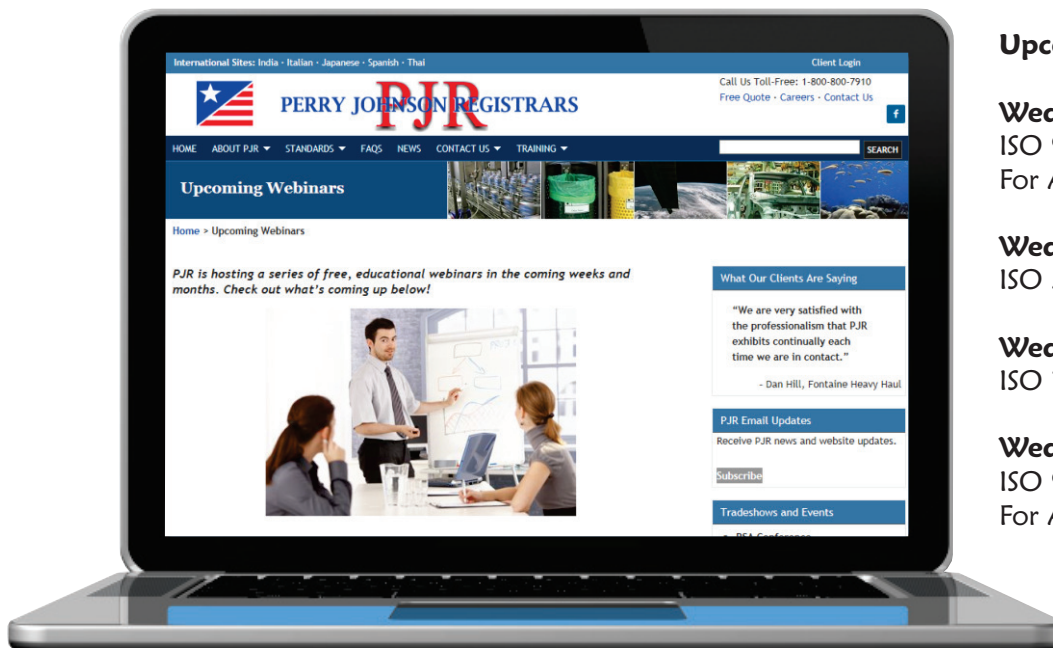 International Sites: India · Italian · Japanese · Spanish · Thai
Client Login
PJR
PERRY JOHNSON REGISTRARS
Call Us Toll-Free: 1-800-800-7910
Free Quote · Careers · Contact Us
f
HOME ABOUT PJR STANDARDS FAQS NEWS CONTACT US TRAINING
SEARCH
Upcoming Webinars
Home > Upcoming Webinars
PJR is hosting a series of free, educational webinars in the coming weeks and
months. Check out what's coming up below!
What Our Clients Are Saying
“We are very satisfied with
the professionalism that PJR
exhibits continually each
time we are in contact.”
- Dan Hill, Fontaine Heavy Haul
PJR Email Updates
Receive PJR news and website updates.
Subscribe
Tradeshows and Events
ISO
For
ISO
ISO
ISO
For